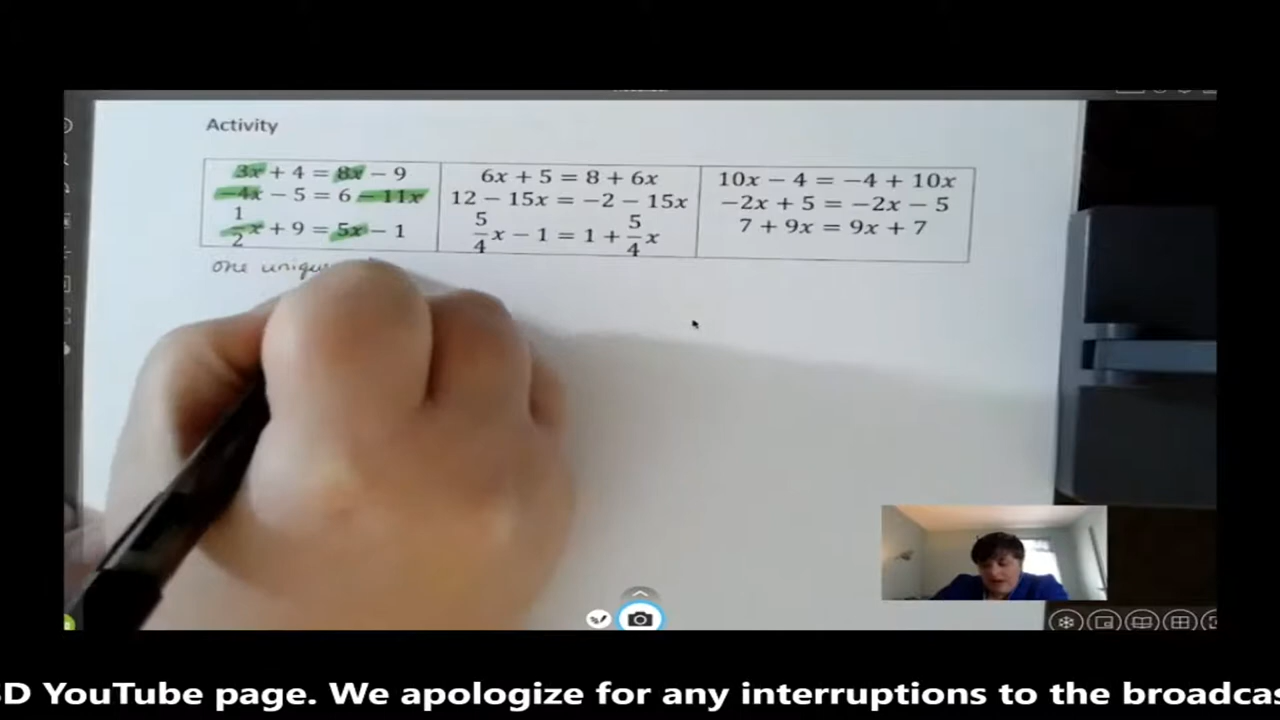 Activity
3x + 4 = 8x − 9
−4x − 5 = 6 − 11x
1/2 x + 9 = 5x − 1
6x + 5 = 8 + 6x
12 − 15x = −2 − 15x
5/4 x − 1 = 1 + 5/4 x
10x − 4 = −4 + 10x
−2x + 5 = −2x − 5
7 + 9x = 9x + 7
one
YouTube page. We apologize for any interruptions to the